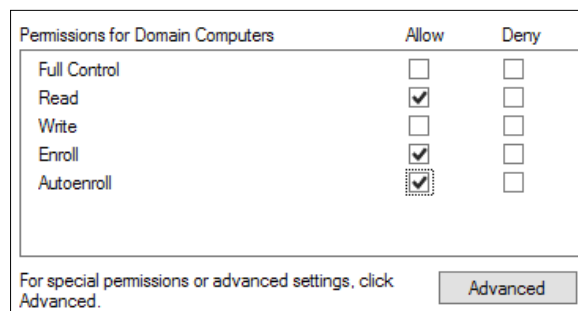 Permissions for Domain Computers Allow Deny
Full Control
Read
Write
Enroll
Autoenroll
For special permissions or advanced settings, click
Advanced.
Advanced